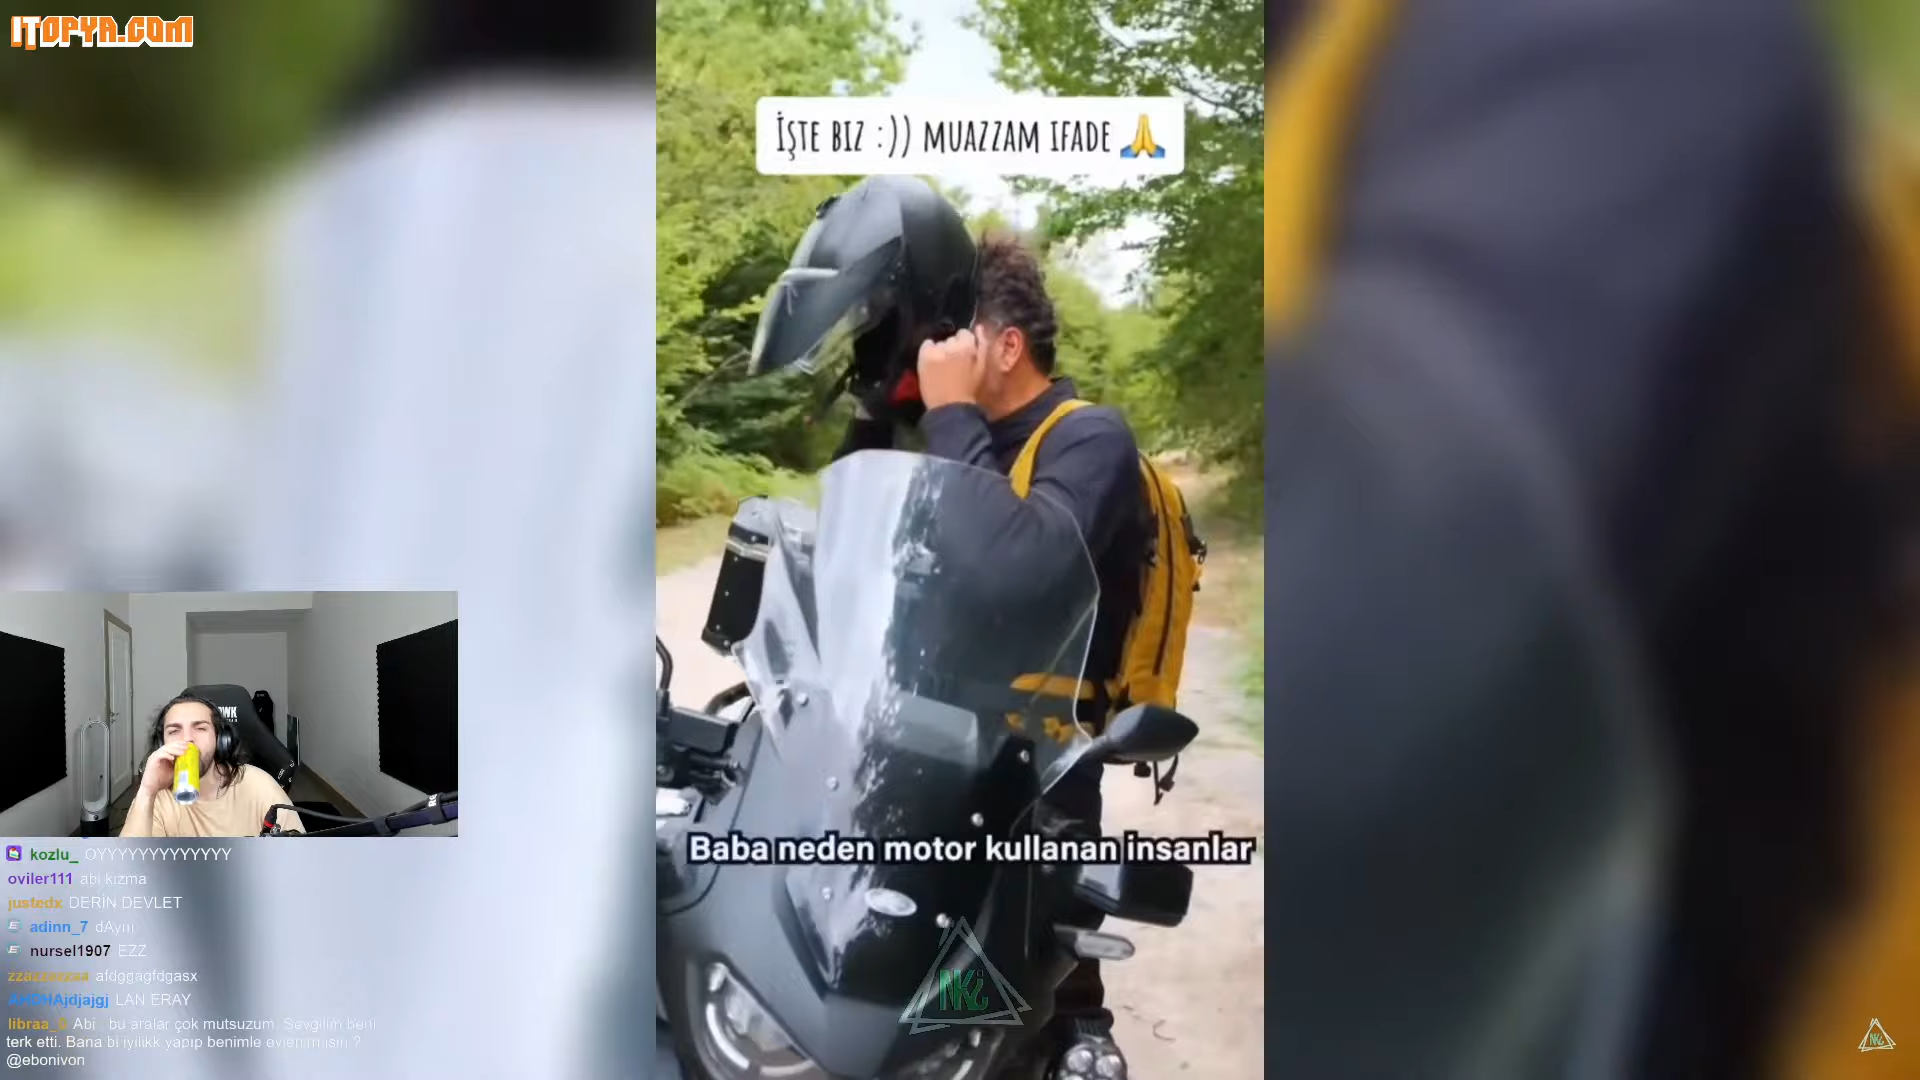 ITOPYA.COM
İŞTE BIZ :)) MUAZZAM IFADE 🙏
Baba neden motor kullanan insanlar
NKİ
kozlu_ OYYYYYYYYYYYYY
oviler111 abi kızma
justedx DERİN DEVLET
adinn_7 dAyııı
nursel1907 EZZ
afdggagfdgasx
LAN ERAY
libraa_ Abi bu aralar çok mutsuzum. Sevgilim beni
terk etti. Bana bi iyilikk yapıp benimle evlenirmisin ?
@ebonivon